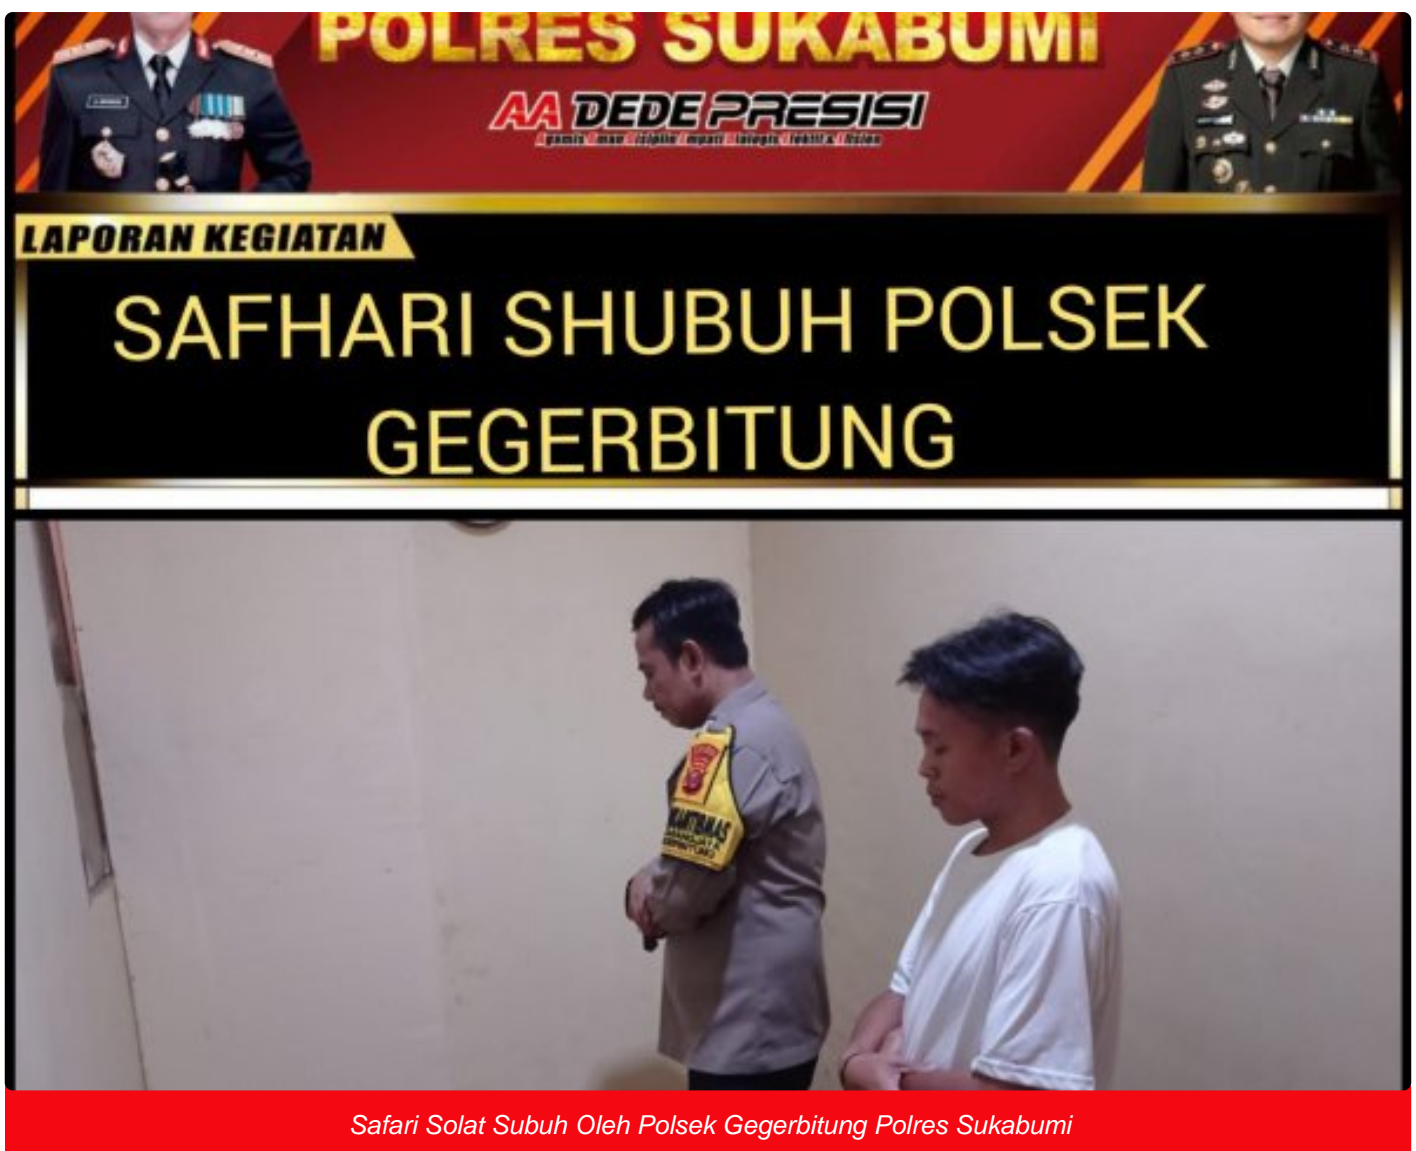 POLRES SUKABUMI
AA DEDE PRESISI
LAPORAN KEGIATAN
SAFHARI SHUBUH POLSEK
GEGERBITUNG
Safari Solat Subuh Oleh Polsek Gegerbitung Polres Sukabumi